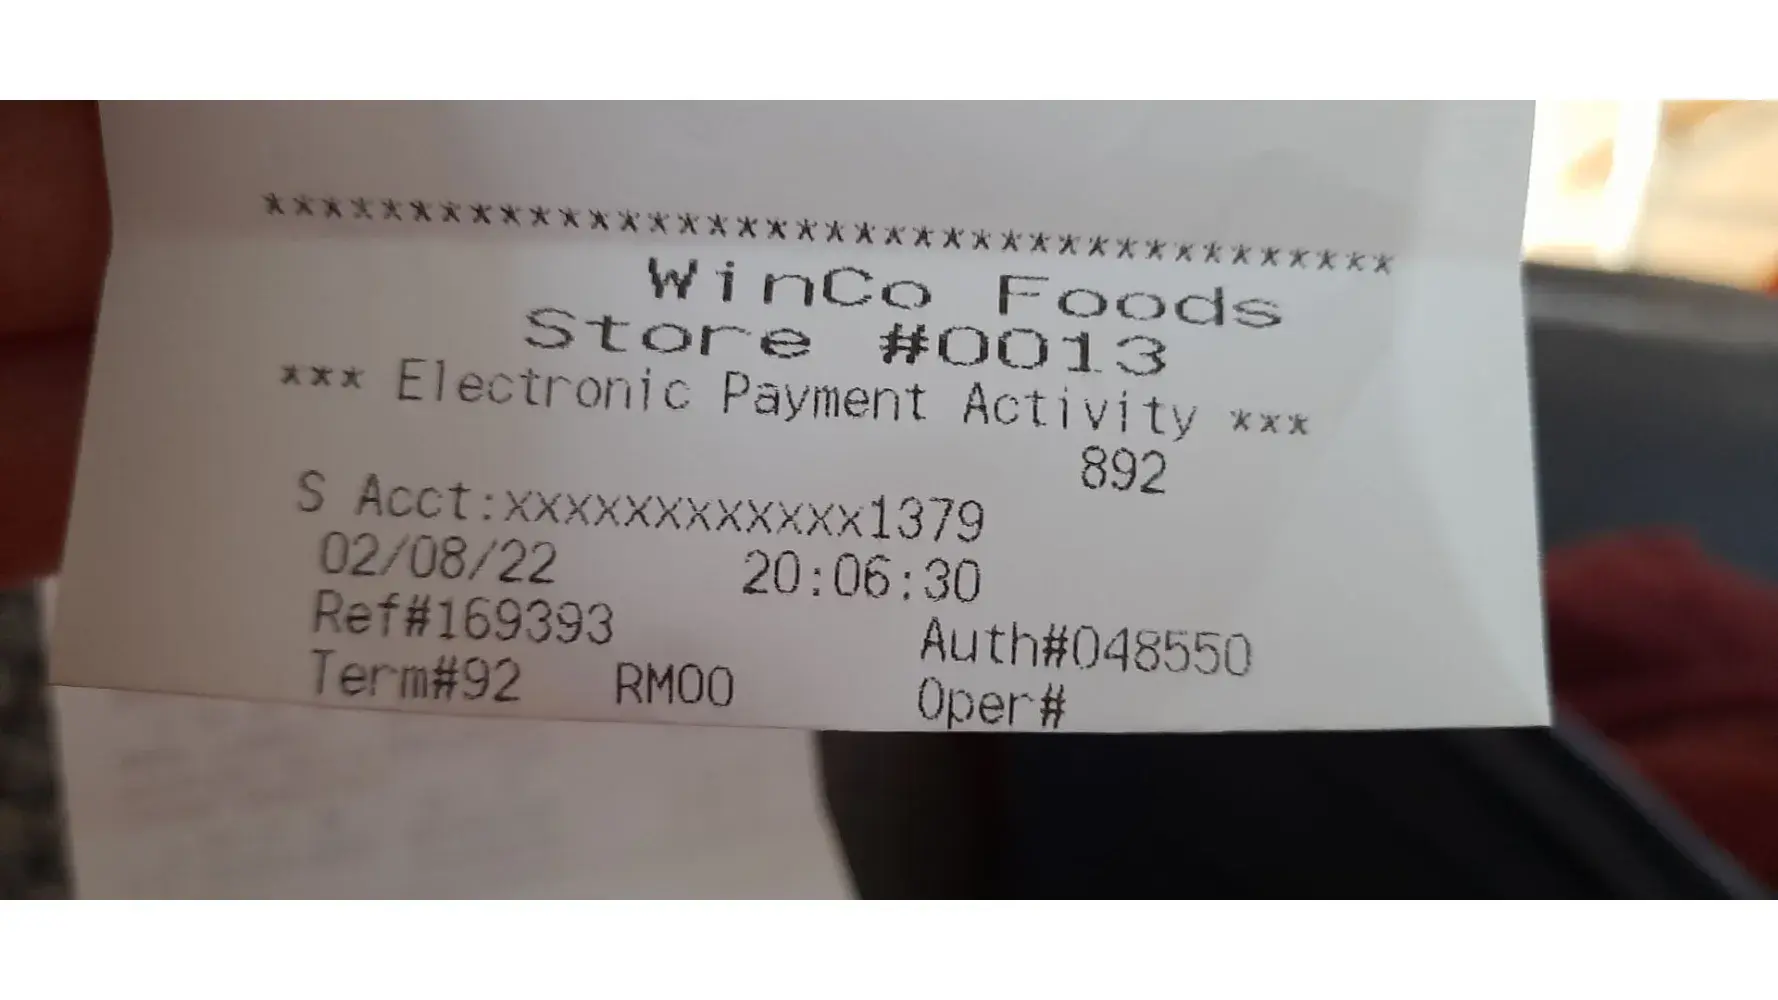 ***************************************
WinCo Foods
Store #0013
*** Electronic Payment Activity ***
892
S Acct:xxxxxxxxxxxx1379
02/08/22 20:06:30
Ref#169393 Auth#048550
Term#92 RM00 Oper#